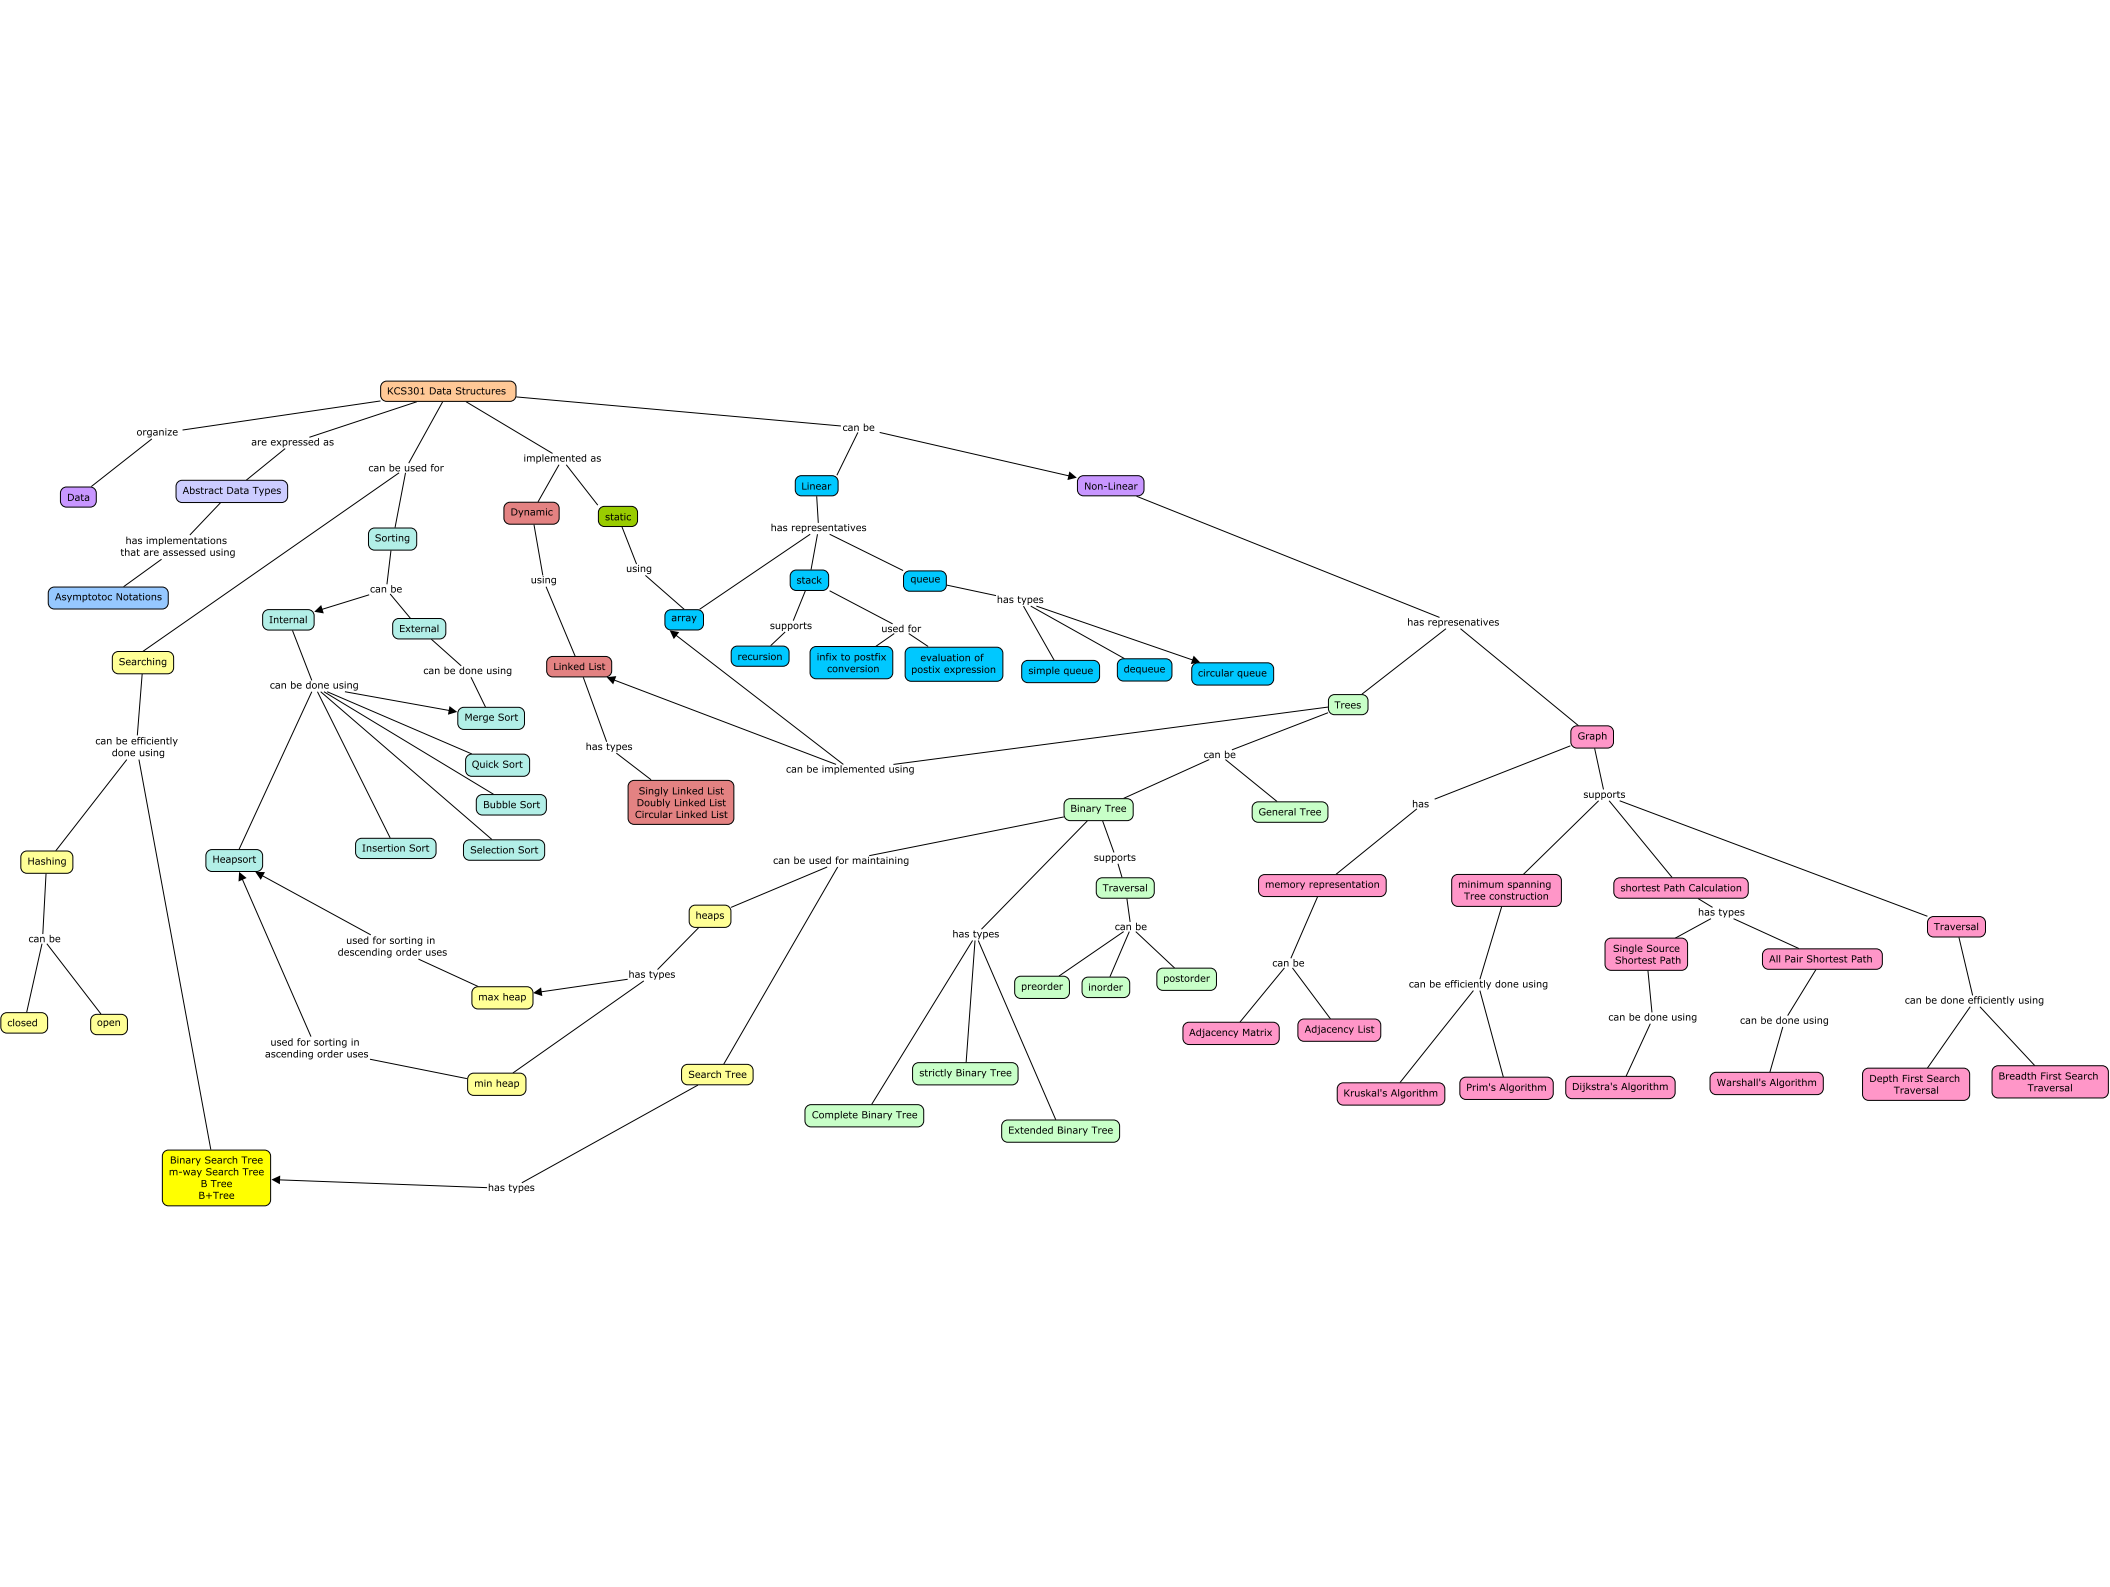 KCS301 Data Structures
organize
are expressed as
can be used for
implemented as
can be
Data
Abstract Data Types
has implementations
that are assessed using
Asymptotoc Notations
Sorting
can be
Internal
External
can be done using
can be done using
Merge Sort
Quick Sort
Bubble Sort
Selection Sort
Insertion Sort
Heapsort
Searching
can be efficiently
done using
Hashing
can be
closed
open
Dynamic
static
using
using
Linked List
has types
Singly Linked List
Doubly Linked List
Circular Linked List
Linear
Non-Linear
has representatives
array
stack
queue
supports
recursion
used for
infix to postfix
conversion
evaluation of
postix expression
has types
simple queue
dequeue
circular queue
has represenatives
Trees
Graph
can be implemented using
can be
Binary Tree
General Tree
can be used for maintaining
heaps
has types
max heap
min heap
used for sorting in
descending order uses
used for sorting in
ascending order uses
Search Tree
has types
Binary Search Tree
m-way Search Tree
B Tree
B+Tree
has types
Complete Binary Tree
strictly Binary Tree
Extended Binary Tree
supports
Traversal
can be
preorder
inorder
postorder
has
memory representation
can be
Adjacency Matrix
Adjacency List
supports
minimum spanning
Tree construction
can be efficiently done using
Kruskal's Algorithm
Prim's Algorithm
shortest Path Calculation
has types
Single Source
Shortest Path
All Pair Shortest Path
can be done using
can be done using
Dijkstra's Algorithm
Warshall's Algorithm
Traversal
can be done efficiently using
Depth First Search
Traversal
Breadth First Search
Traversal